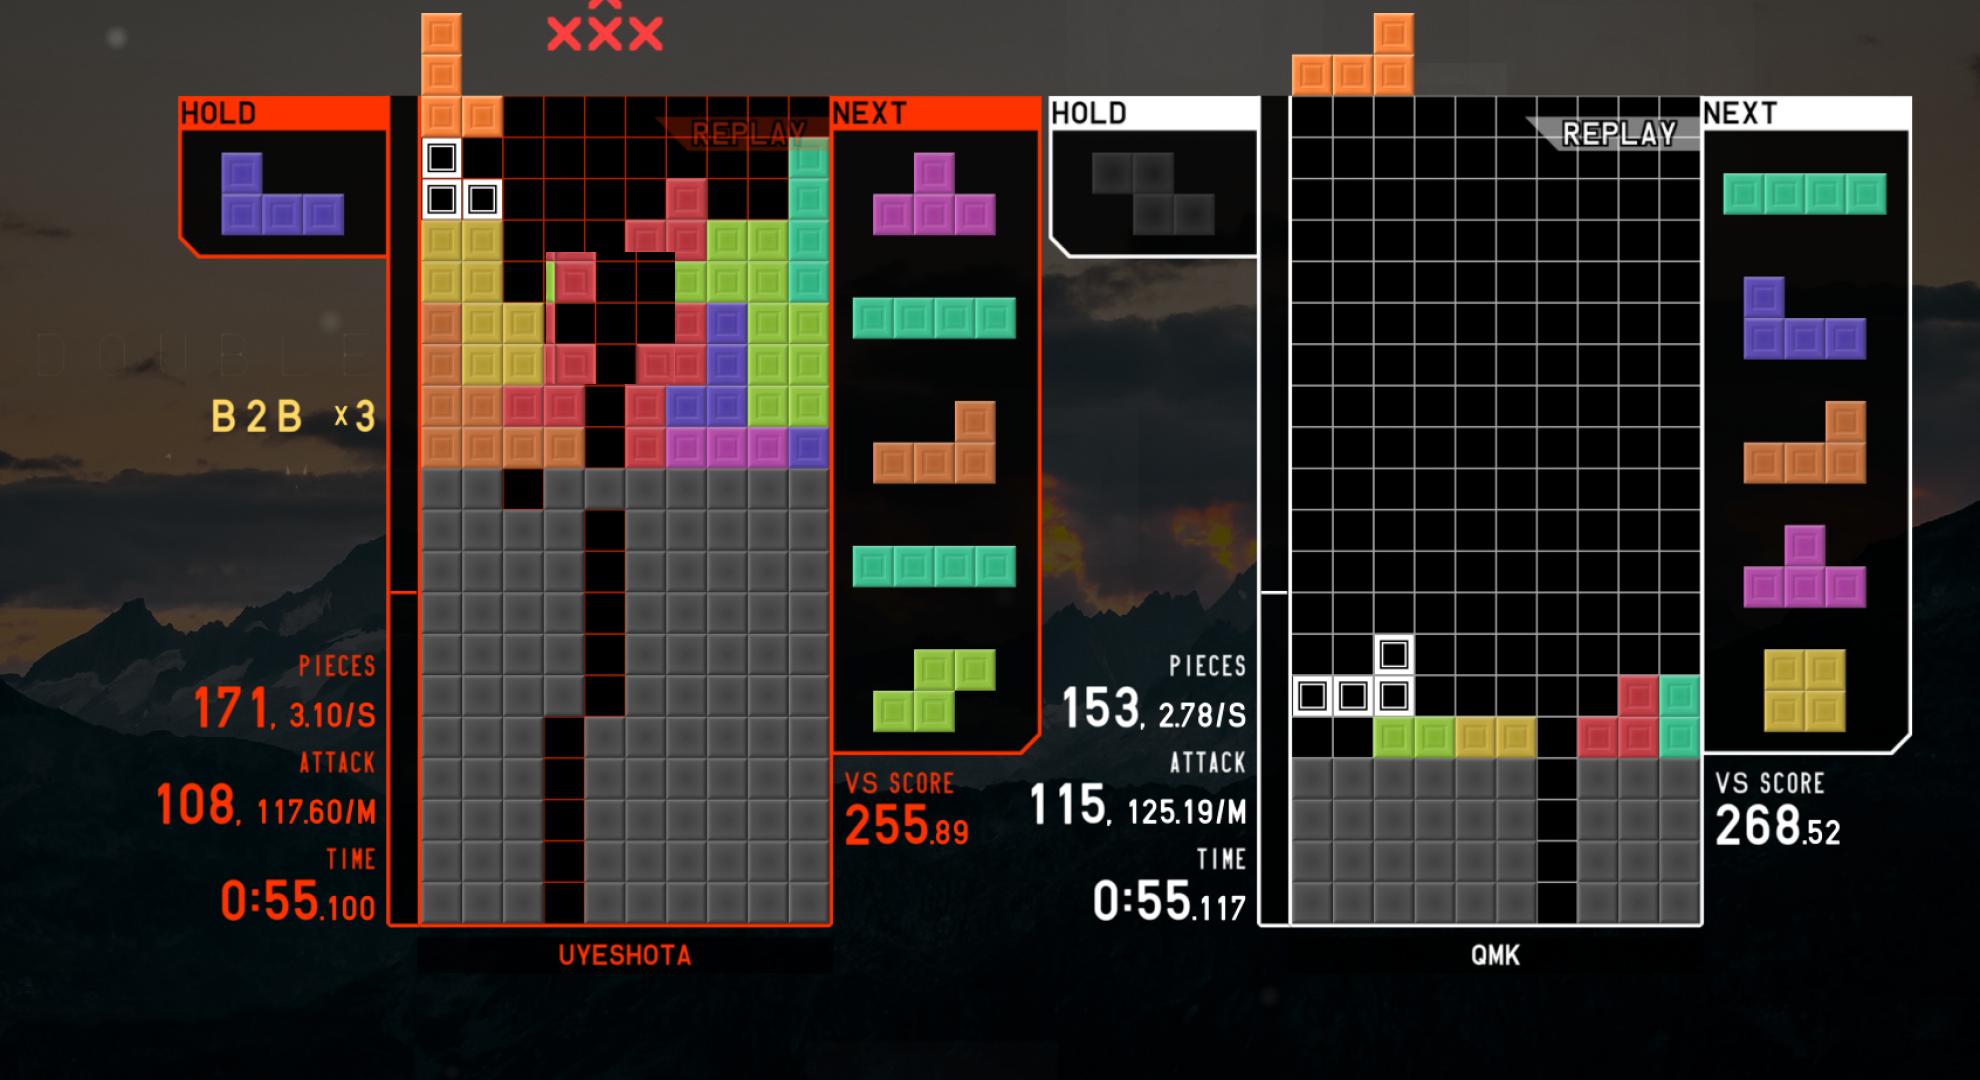 HOLD
NEXT
REPLAY
DOUBLE
B2B x3
PIECES
171, 3.10/S
ATTACK
108, 117.60/M
TIME
0:55.100
VS SCORE
255.89
UYESHOTA
HOLD
NEXT
REPLAY
PIECES
153, 2.78/S
ATTACK
115, 125.19/M
TIME
0:55.117
VS SCORE
268.52
QMK